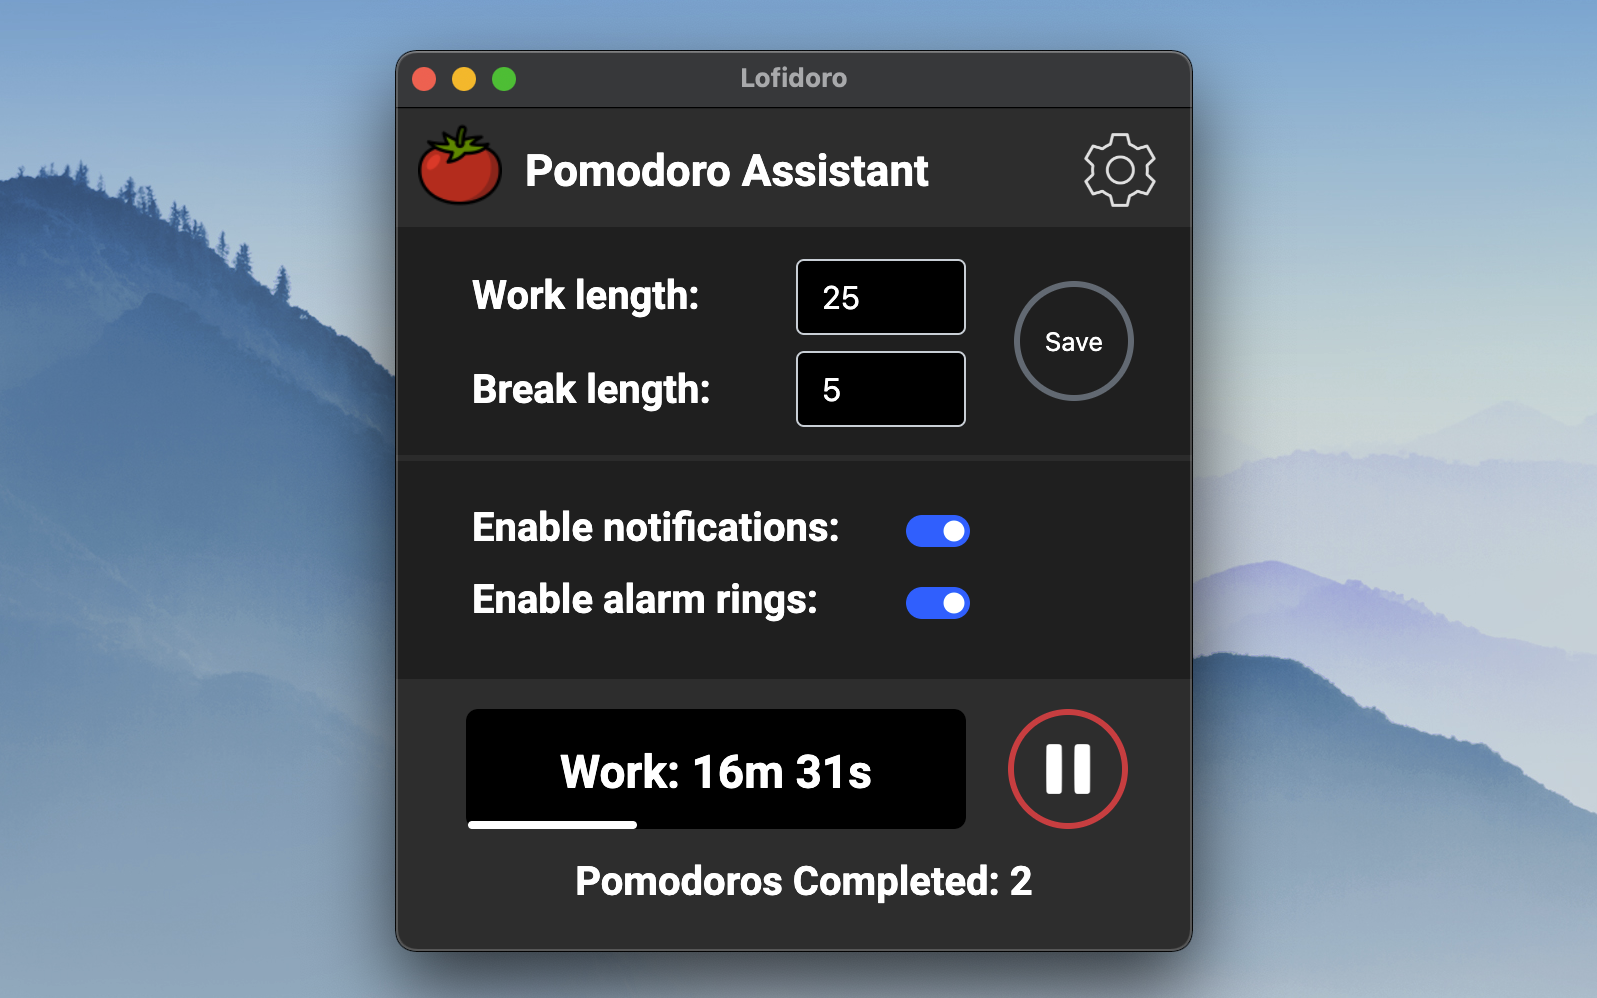 Lofidoro
Pomodoro Assistant
Work length: 25
Save
Break length: 5
Enable notifications:
Enable alarm rings:
Work: 16m 31s
Pomodoros Completed: 2